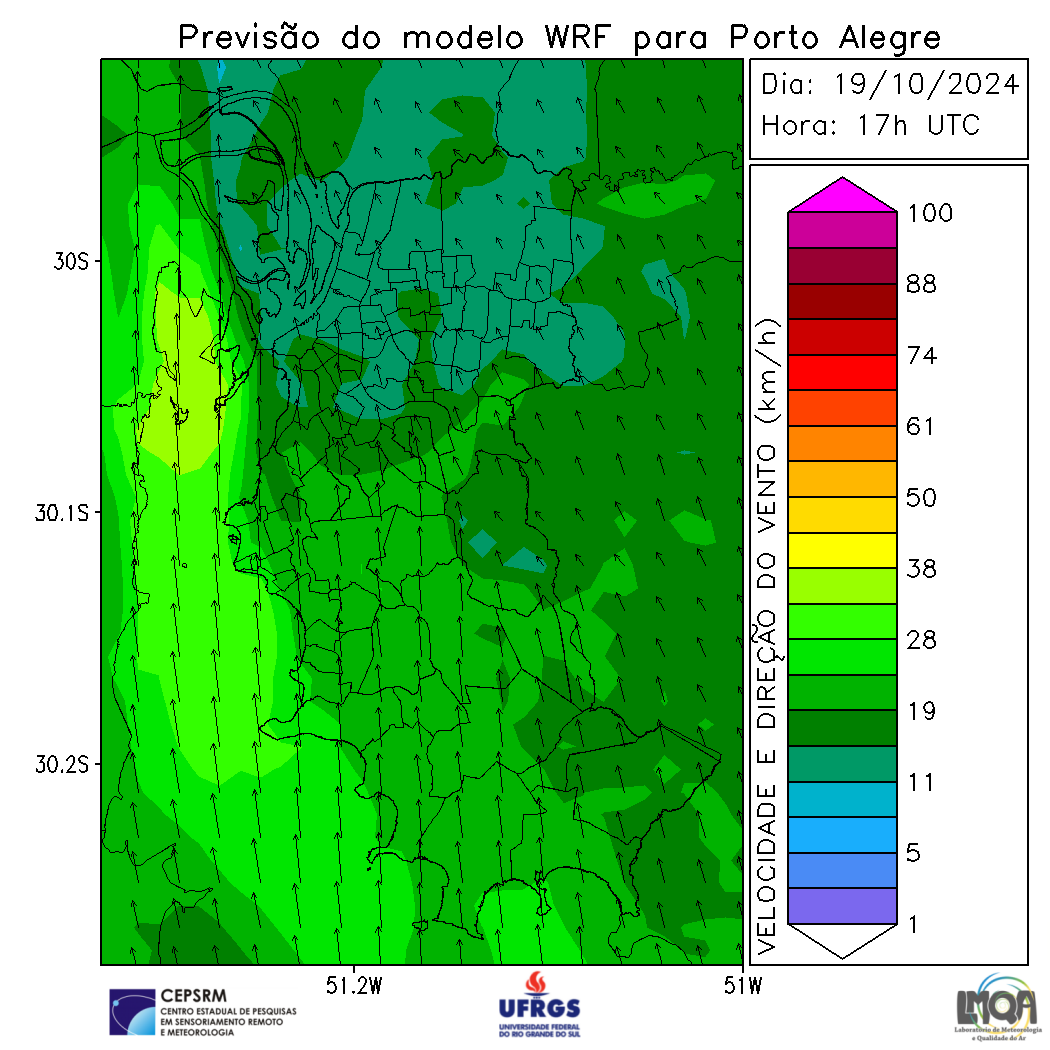 Previsão do modelo WRF para Porto Alegre
Dia: 19/10/2024
Hora: 17h UTC
30S
30.1S
30.2S
51.2W
51W
VELOCIDADE E DIREÇÃO DO VENTO (km/h)
100
88
74
61
50
38
28
19
11
5
1
CEPSRM
CENTRO ESTADUAL DE PESQUISAS
EM SENSORIAMENTO REMOTO
E METEOROLOGIA
UFRGS
UNIVERSIDADE FEDERAL
DO RIO GRANDE DO SUL
LMQA
Laboratório de Meteorologia
e Qualidade do Ar